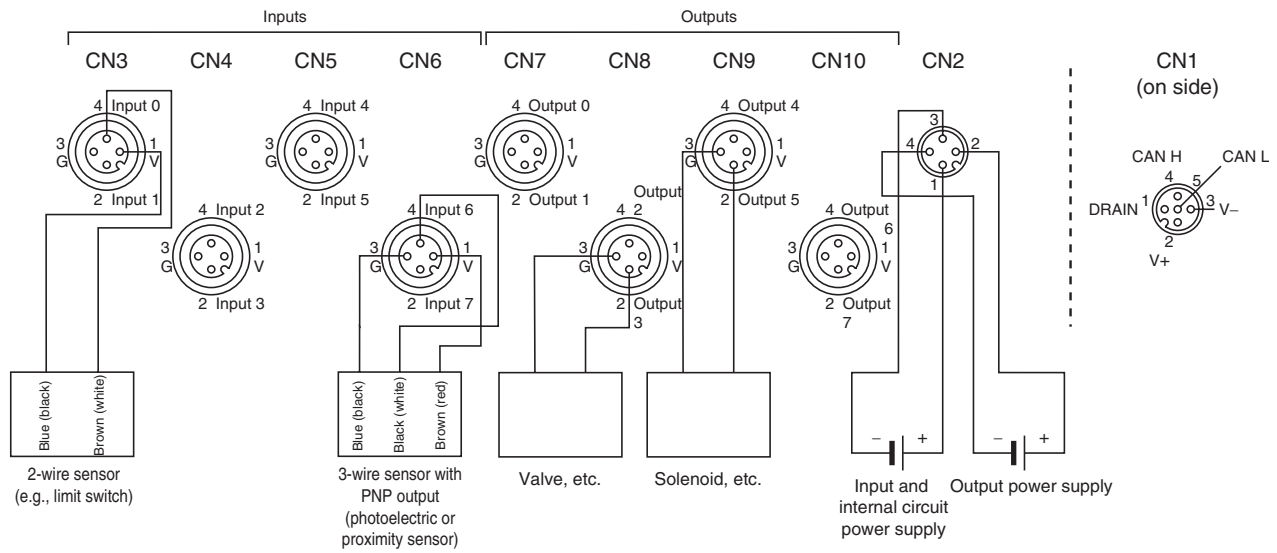 Inputs
Outputs
CN3
CN4
CN5
CN6
CN7
CN8
CN9
CN10
CN2
CN1
(on side)
4 Input 0
3
G
1
V
2 Input 1
4 Input 2
3
G
1
V
2 Input 3
4 Input 4
3
G
1
V
2 Input 5
4 Input 6
3
G
1
V
2 Input 7
4 Output 0
3
G
1
V
2 Output 1
Output
4 2
3
G
1
V
2 Output
3
4 Output 4
3
G
1
V
2 Output 5
4 Output
6
3
G
1
V
2 Output
7
3
4
2
1
CAN H
CAN L
4
5
DRAIN 1
3 V–
2
V+
Blue (black)
Brown (white)
2-wire sensor
(e.g., limit switch)
Blue (black)
Black (white)
Brown (red)
3-wire sensor with
PNP output
(photoelectric or
proximity sensor)
Valve, etc.
Solenoid, etc.
– +
Input and
internal circuit
power supply
– +
Output power supply